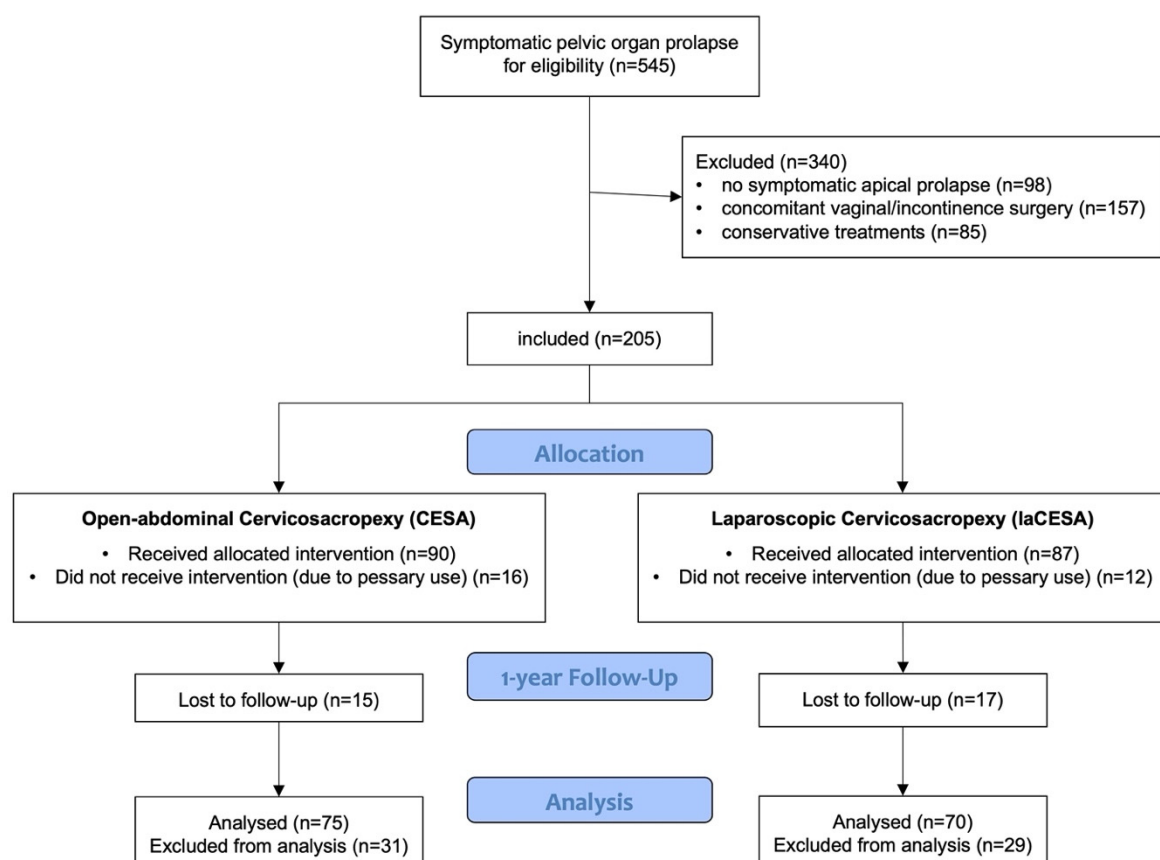 Symptomatic pelvic organ prolapse
for eligibility (n=545)
Excluded (n=340)
• no symptomatic apical prolapse (n=98)
• concomitant vaginal/incontinence surgery (n=157)
• conservative treatments (n=85)
included (n=205)
Allocation
Open-abdominal Cervicosacropexy (CESA)
• Received allocated intervention (n=90)
• Did not receive intervention (due to pessary use) (n=16)
Laparoscopic Cervicosacropexy (laCESA)
• Received allocated intervention (n=87)
• Did not receive intervention (due to pessary use) (n=12)
1-year Follow-Up
Lost to follow-up (n=15)
Lost to follow-up (n=17)
Analysis
Analysed (n=75)
Excluded from analysis (n=31)
Analysed (n=70)
Excluded from analysis (n=29)